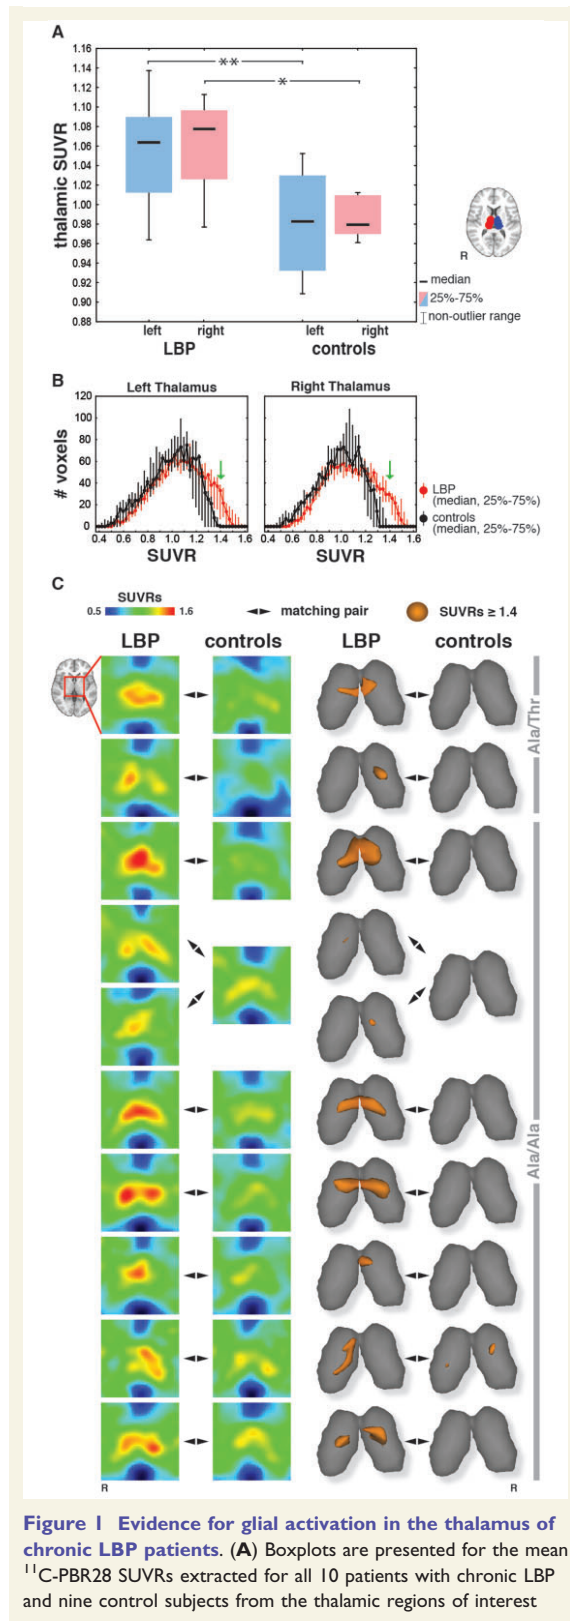 A
thalamic SUVR
1.16
1.14
1.12
1.10
1.08
1.06
1.04
1.02
1.00
0.98
0.96
0.94
0.92
0.90
0.88
**
*
left right left right
LBP controls
R
median
25%-75%
non-outlier range
B
Left Thalamus Right Thalamus
# voxels
120
100
80
60
40
20
0
0.4 0.6 0.8 1.0 1.2 1.4 1.6 0.4 0.6 0.8 1.0 1.2 1.4 1.6
SUVR SUVR
LBP
(median, 25%-75%)
controls
(median, 25%-75%)
C
SUVRs
0.5 1.6 matching pair SUVRs ≥ 1.4
LBP controls LBP controls
Ala/Thr
Ala/Ala
R R
Figure 1 Evidence for glial activation in the thalamus of
chronic LBP patients. (A) Boxplots are presented for the mean
¹¹C-PBR28 SUVRs extracted for all 10 patients with chronic LBP
and nine control subjects from the thalamic regions of interest